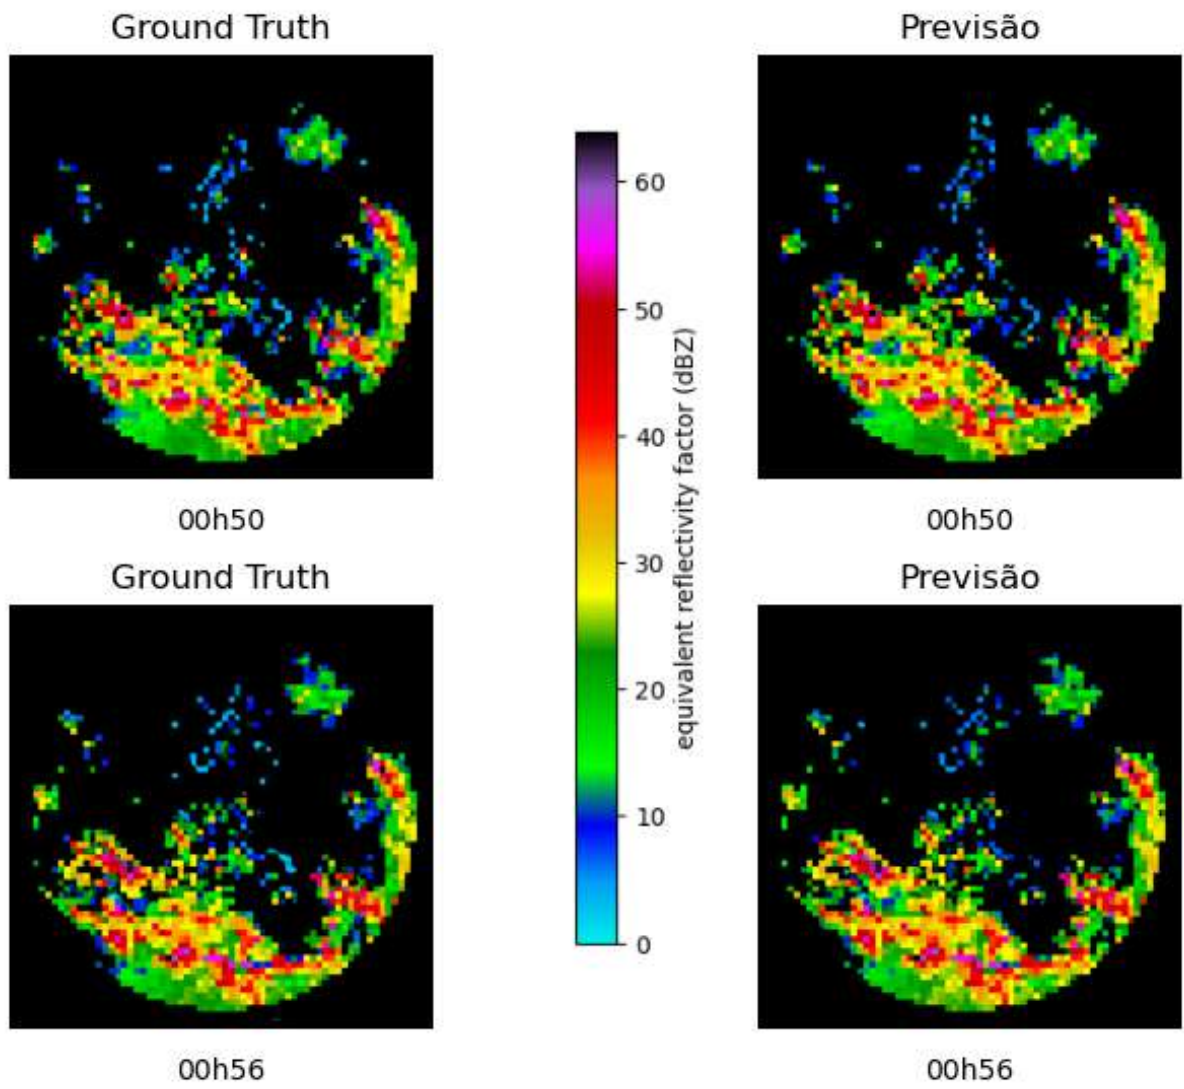 Ground Truth
Previsão
60
50
40
30
20
10
0
equivalent reflectivity factor (dBZ)
00h50
00h50
Ground Truth
Previsão
00h56
00h56